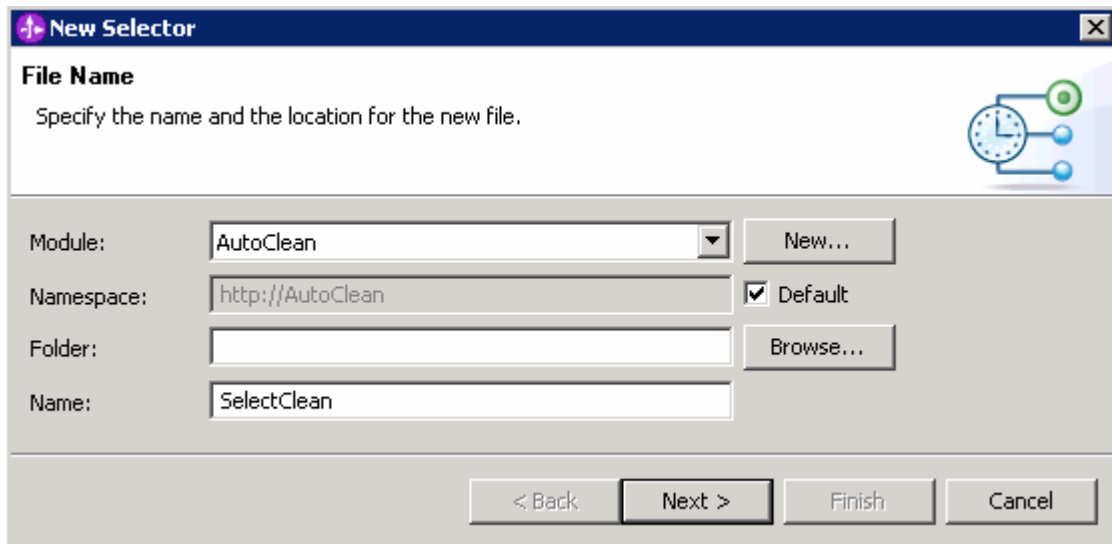 New Selector
File Name
Specify the name and the location for the new file.
Module: AutoClean New...
Namespace: http://AutoClean Default
Folder: Browse...
Name: SelectClean
< Back Next > Finish Cancel